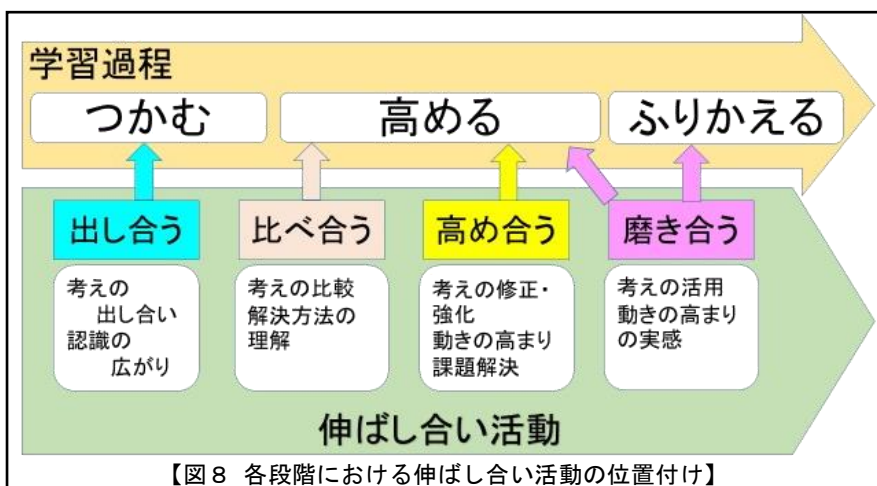 学習過程
つかむ
高める
ふりかえる
出し合う
比べ合う
高め合う
磨き合う
考えの
出し合い
認識の
広がり
考えの比較
解決方法の
理解
考えの修正・
強化
動きの高まり
課題解決
考えの活用
動きの高まり
の実感
伸ばし合い活動
【図８ 各段階における伸ばし合い活動の位置付け】